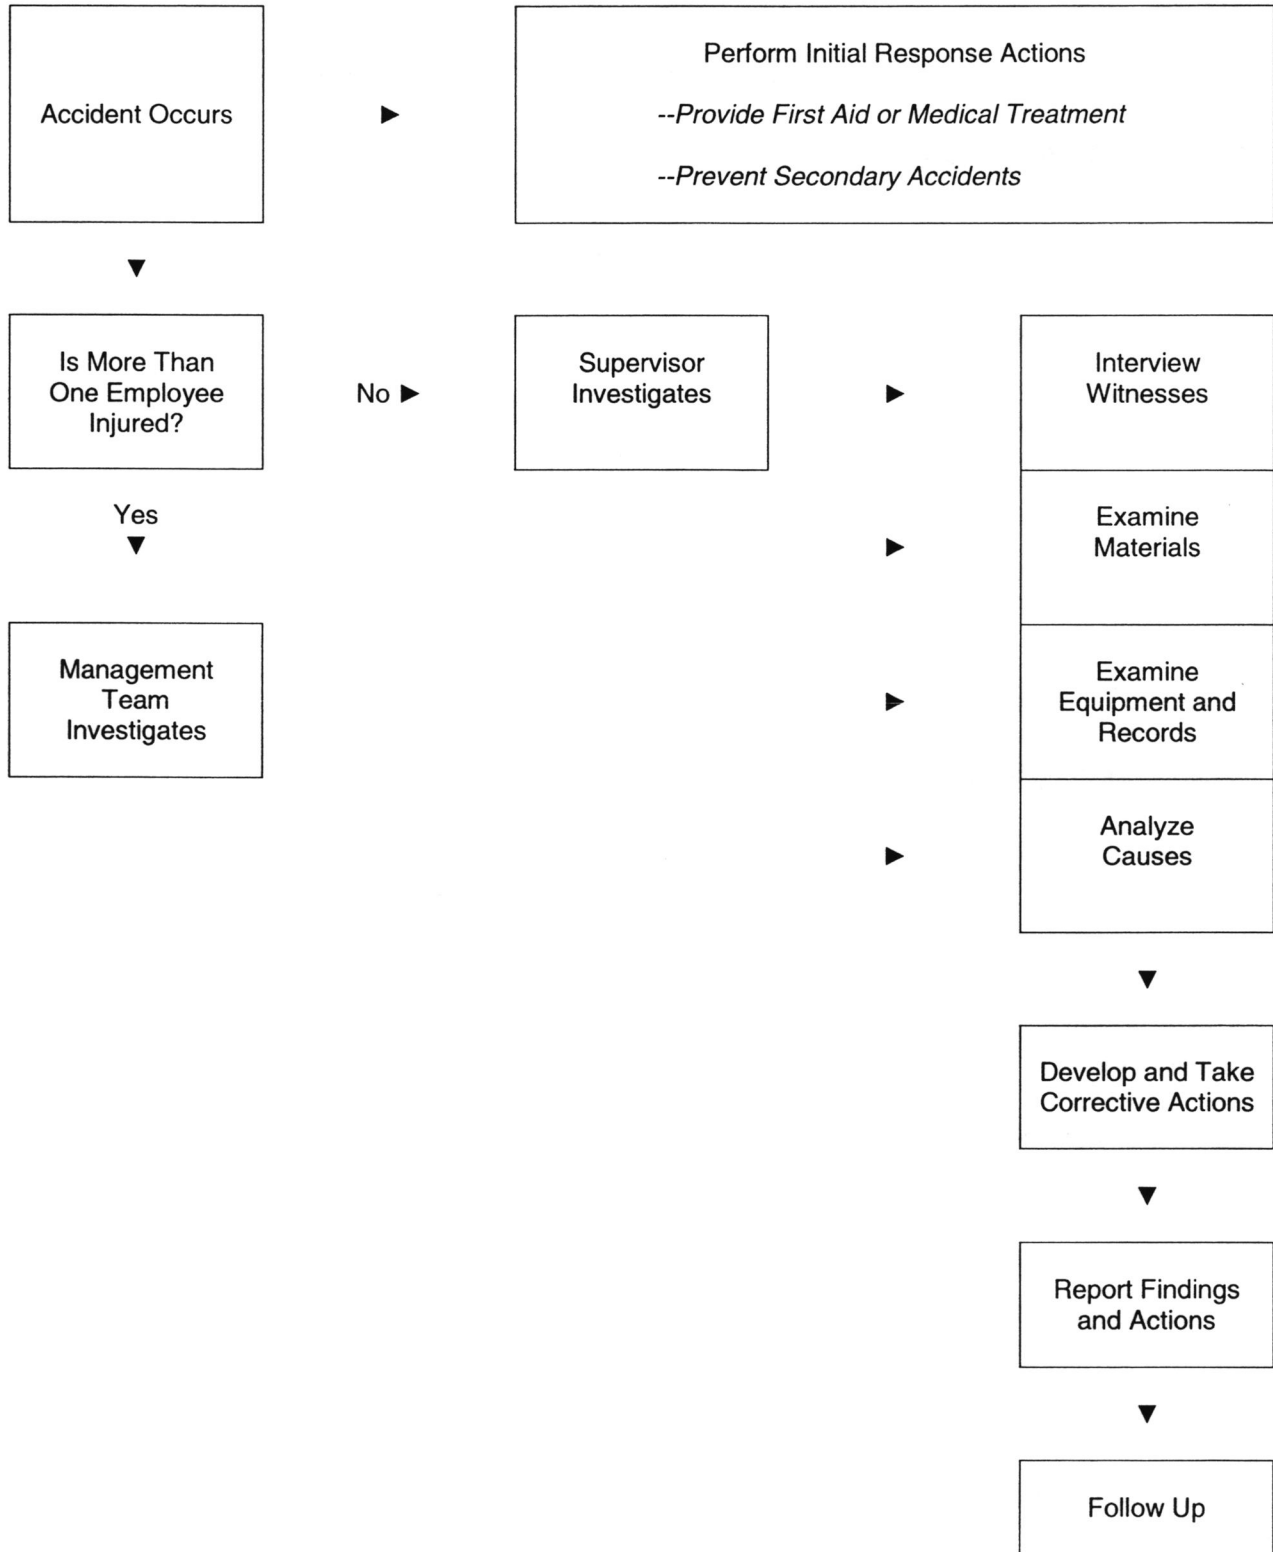 Accident Occurs
Perform Initial Response Actions
--Provide First Aid or Medical Treatment
--Prevent Secondary Accidents
Is More Than
One Employee
Injured?
No
Supervisor
Investigates
Interview
Witnesses
Yes
Examine
Materials
Management
Team
Investigates
Examine
Equipment and
Records
Analyze
Causes
Develop and Take
Corrective Actions
Report Findings
and Actions
Follow Up